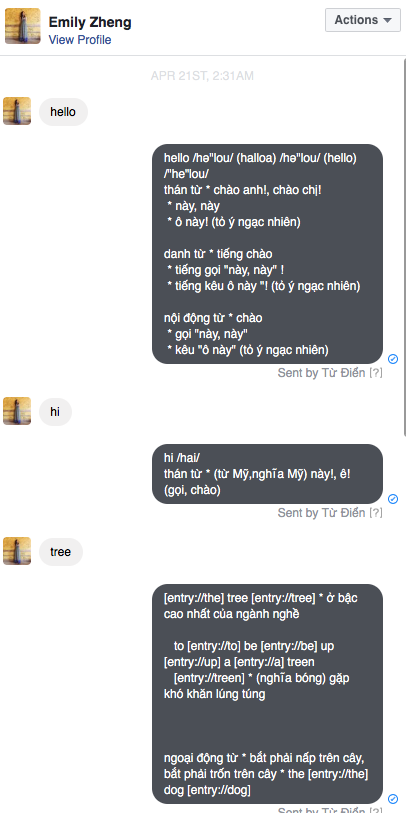 Emily Zheng
View Profile
Actions
APR 21ST, 2:31AM
hello
hello /hə"lou/ (halloa) /hə"lou/ (hello)
/"he"lou/
thán từ * chào anh!, chào chị!
* này, này
* ô này! (tỏ ý ngạc nhiên)
danh từ * tiếng chào
* tiếng gọi "này, này" !
* tiếng kêu ô này "! (tỏ ý ngạc nhiên)
nội động từ * chào
* gọi "này, này"
* kêu "ô này" (tỏ ý ngạc nhiên)
Sent by Từ Điển [?]
hi
hi /hai/
thán từ * (từ Mỹ,nghĩa Mỹ) này!, ê!
(gọi, chào)
Sent by Từ Điển [?]
tree
[entry://the] tree [entry://tree] * ở bậc
cao nhất của ngành nghề
to [entry://to] be [entry://be] up
[entry://up] a [entry://a] treen
[entry://treen] * (nghĩa bóng) gặp
khó khăn lúng túng
ngoại động từ * bắt phải nấp trên cây,
bắt phải trốn trên cây * the [entry://the]
dog [entry://dog]
Sent by Từ Điển [?]